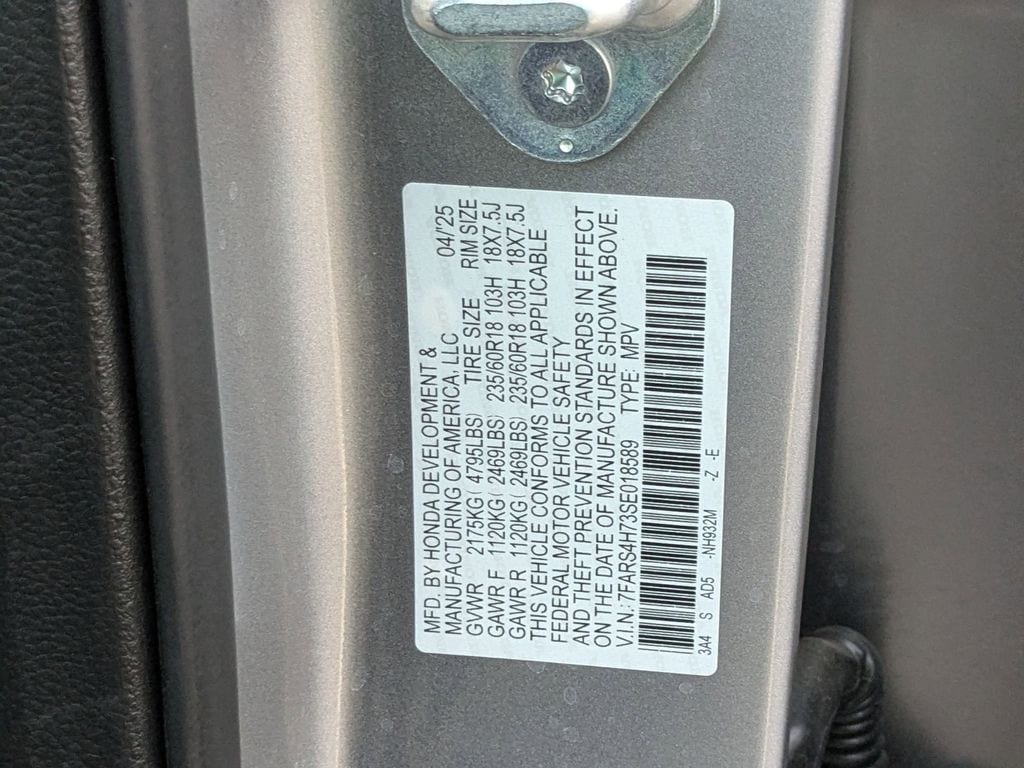 MFD. BY HONDA DEVELOPMENT &
MANUFACTURING OF AMERICA, LLC 04/'25
GVWR 2175KG ( 4795LBS) TIRE SIZE RIM SIZE
GAWR F 1120KG ( 2469LBS) 235/60R18 103H 18X7.5J
GAWR R 1120KG ( 2469LBS) 235/60R18 103H 18X7.5J
THIS VEHICLE CONFORMS TO ALL APPLICABLE
FEDERAL MOTOR VEHICLE SAFETY
AND THEFT PREVENTION STANDARDS IN EFFECT
ON THE DATE OF MANUFACTURE SHOWN ABOVE.
V.I.N.: 7FARS4H73SE018589 TYPE: MPV
3A4 S AD5 -NH932M -Z -E